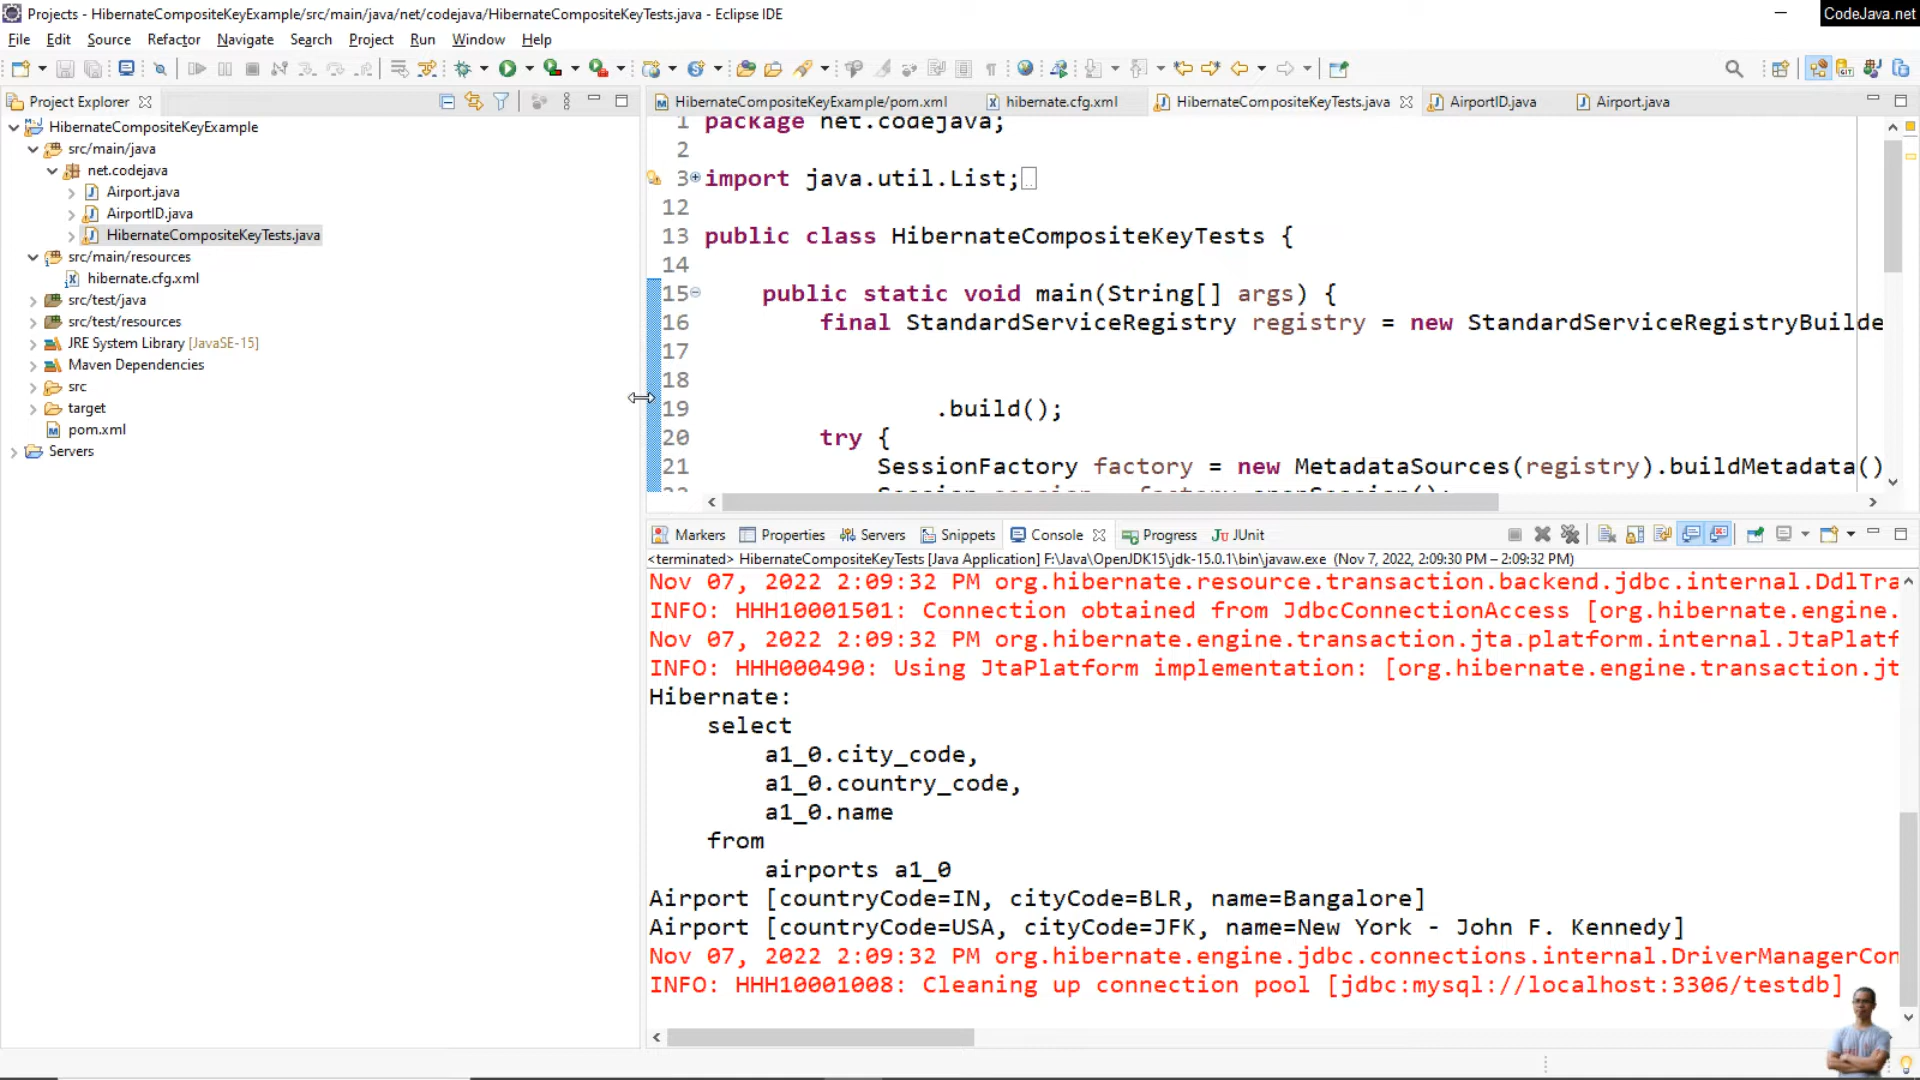 Projects - HibernateCompositeKeyExample/src/main/java/net/codejava/HibernateCompositeKeyTests.java - Eclipse IDE
CodeJava.net
File Edit Source Refactor Navigate Search Project Run Window Help
Project Explorer
HibernateCompositeKeyExample
src/main/java
net.codejava
Airport.java
AirportID.java
HibernateCompositeKeyTests.java
src/main/resources
hibernate.cfg.xml
src/test/java
src/test/resources
JRE System Library [JavaSE-15]
Maven Dependencies
src
target
pom.xml
Servers
HibernateCompositeKeyExample/pom.xml hibernate.cfg.xml HibernateCompositeKeyTests.java AirportID.java Airport.java
1 package net.codejava;
2
3 import java.util.List;
12
13 public class HibernateCompositeKeyTests {
14
15 public static void main(String[] args) {
16 final StandardServiceRegistry registry = new StandardServiceRegistryBuilde
17
18
19 .build();
20 try {
21 SessionFactory factory = new MetadataSources(registry).buildMetadata()
Markers Properties Servers Snippets Console Progress JUnit
<terminated> HibernateCompositeKeyTests [Java Application] F:\Java\OpenJDK15\jdk-15.0.1\bin\javaw.exe (Nov 7, 2022, 2:09:30 PM – 2:09:32 PM)
Nov 07, 2022 2:09:32 PM org.hibernate.resource.transaction.backend.jdbc.internal.DdlTra
INFO: HHH10001501: Connection obtained from JdbcConnectionAccess [org.hibernate.engine.
Nov 07, 2022 2:09:32 PM org.hibernate.engine.transaction.jta.platform.internal.JtaPlatf
INFO: HHH000490: Using JtaPlatform implementation: [org.hibernate.engine.transaction.jt
Hibernate:
select
a1_0.city_code,
a1_0.country_code,
a1_0.name
from
airports a1_0
Airport [countryCode=IN, cityCode=BLR, name=Bangalore]
Airport [countryCode=USA, cityCode=JFK, name=New York - John F. Kennedy]
Nov 07, 2022 2:09:32 PM org.hibernate.engine.jdbc.connections.internal.DriverManagerCon
INFO: HHH10001008: Cleaning up connection pool [jdbc:mysql://localhost:3306/testdb]